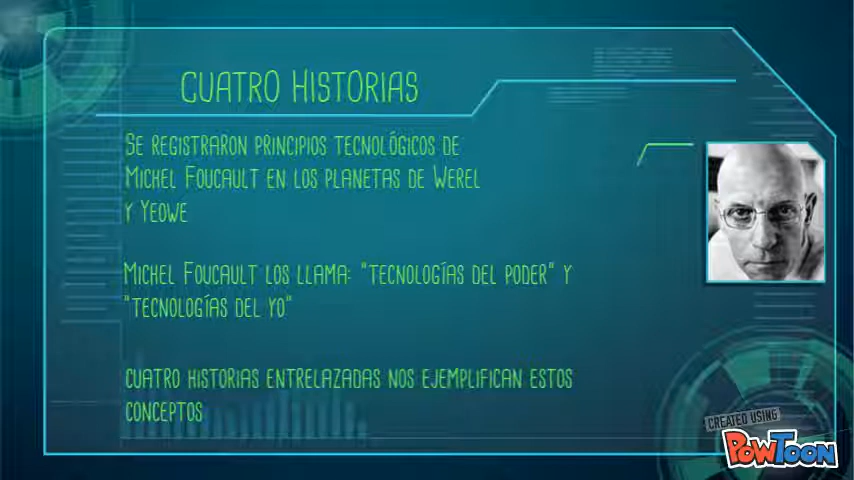 CUATRO HISTORIAS
SE REGISTRARON PRINCIPIOS TECNOLÓGICOS DE
MICHEL FOUCAULT EN LOS PLANETAS DE WEREL
Y YEOWE
MICHEL FOUCAULT LOS LLAMA: "TECNOLOGÍAS DEL PODER" Y
"TECNOLOGÍAS DEL YO"
CUATRO HISTORIAS ENTRELAZADAS NOS EJEMPLIFICAN ESTOS
CONCEPTOS
CREATED USING
POWTOON